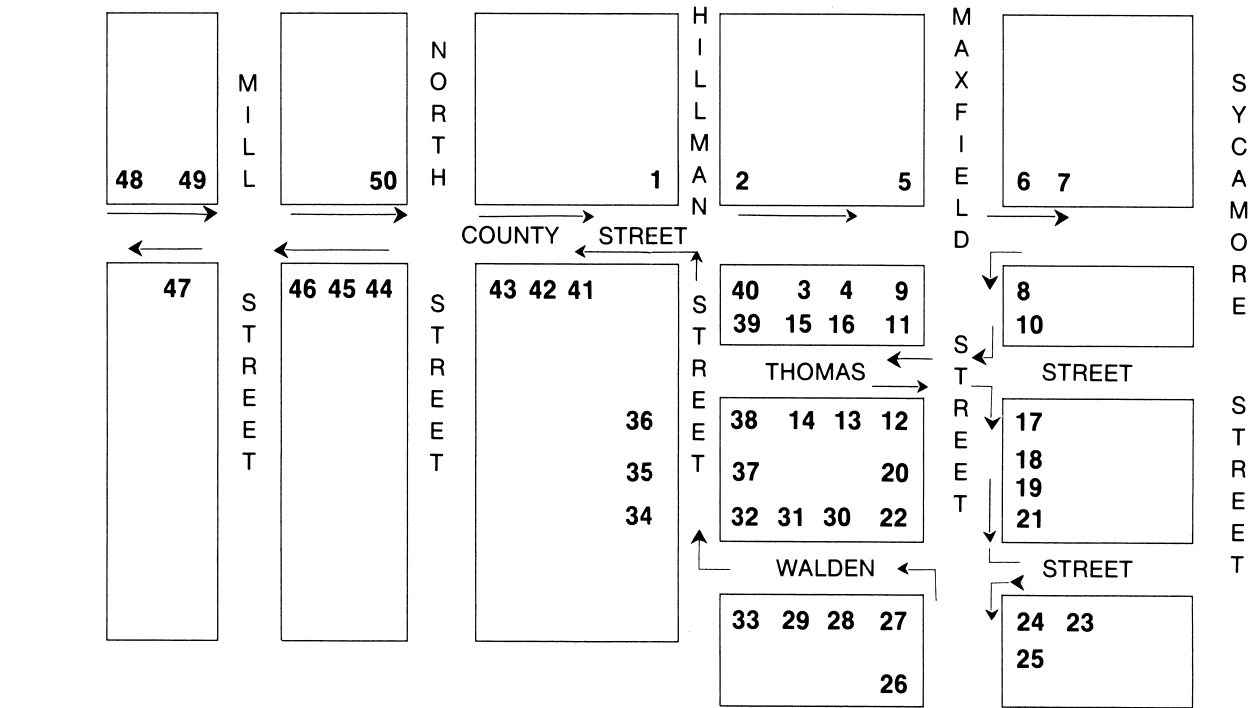 MILL STREET
NORTH STREET
HILLMAN STREET
MAXFIELD STREET
SYCAMORE STREET
48 49
50
1
2 5
6 7
COUNTY STREET
47
46 45 44
43 42 41
40 3 4 9
39 15 16 11
8
10
THOMAS STREET
36
35
34
38 14 13 12
37 20
32 31 30 22
17
18
19
21
WALDEN STREET
33 29 28 27
26
24 23
25